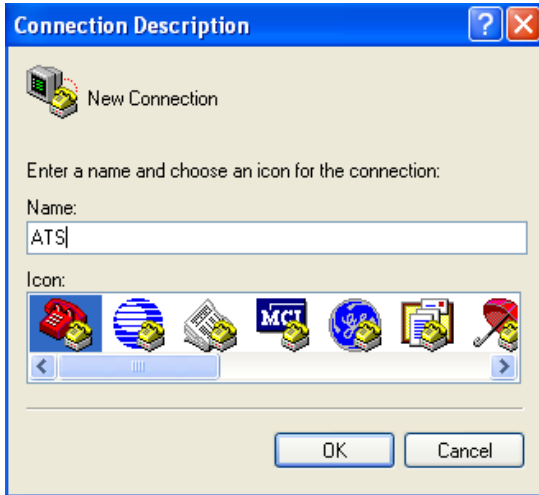 Connection Description
New Connection
Enter a name and choose an icon for the connection:
Name:
ATS
Icon:
MCI
OK
Cancel